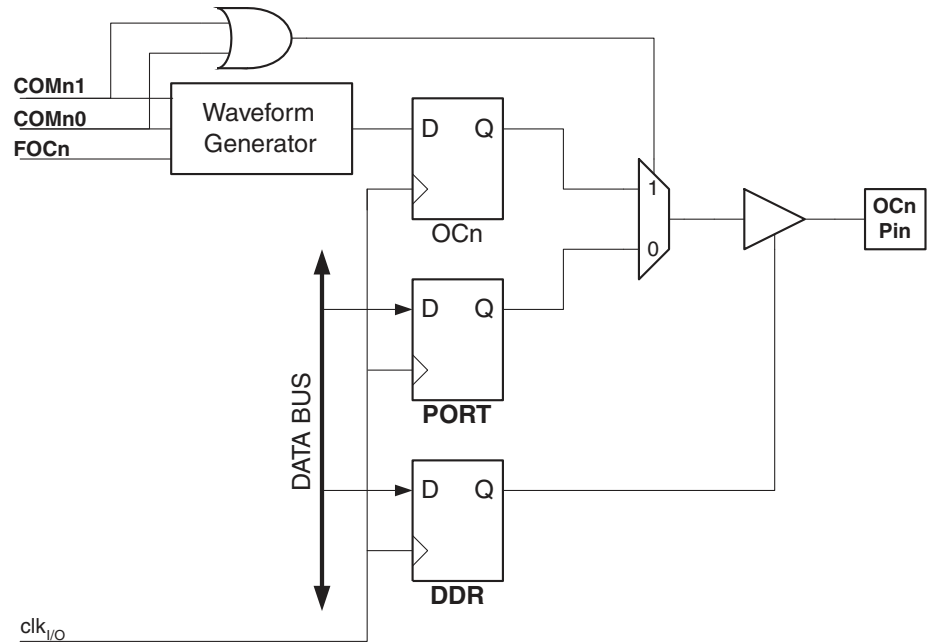 COMn1
COMn0
FOCn
Waveform
Generator
D Q
OCn
1
0
OCn
Pin
D Q
PORT
DATA BUS
D Q
DDR
clkI/O